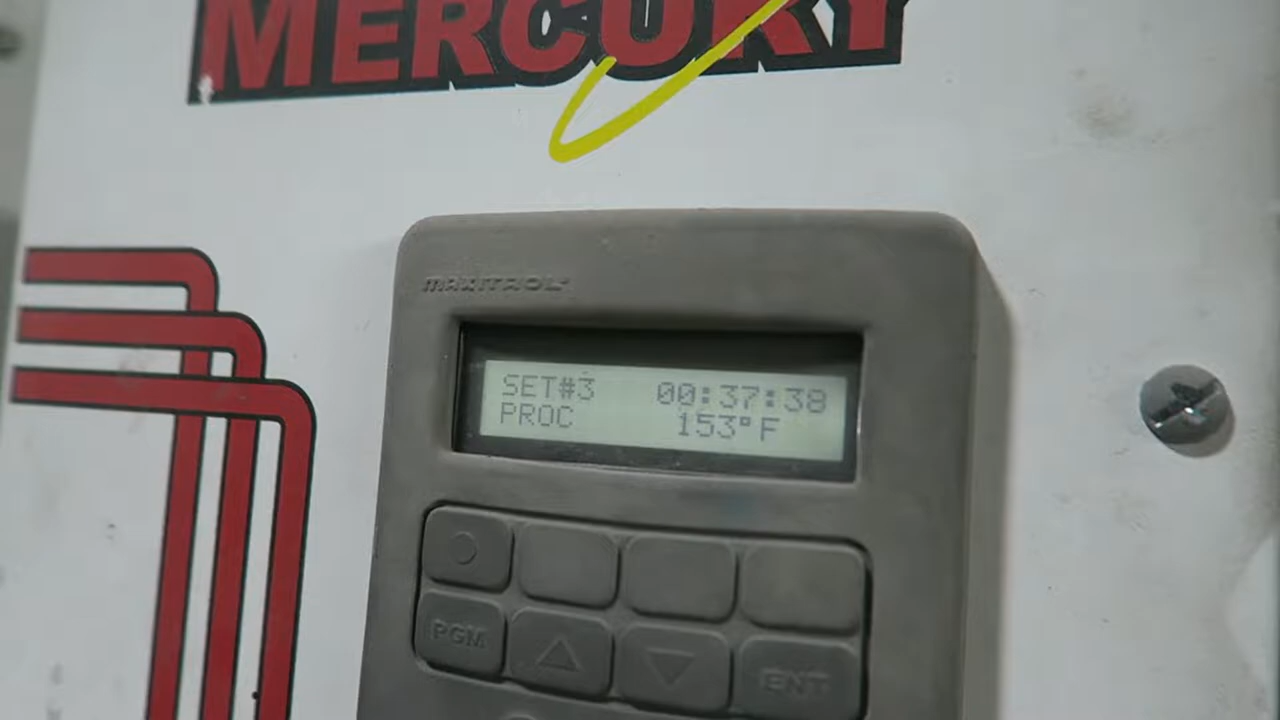 MERCURY
MAXITROL
SET#3 00:37:38
PROC 153°F
PGM
ENT